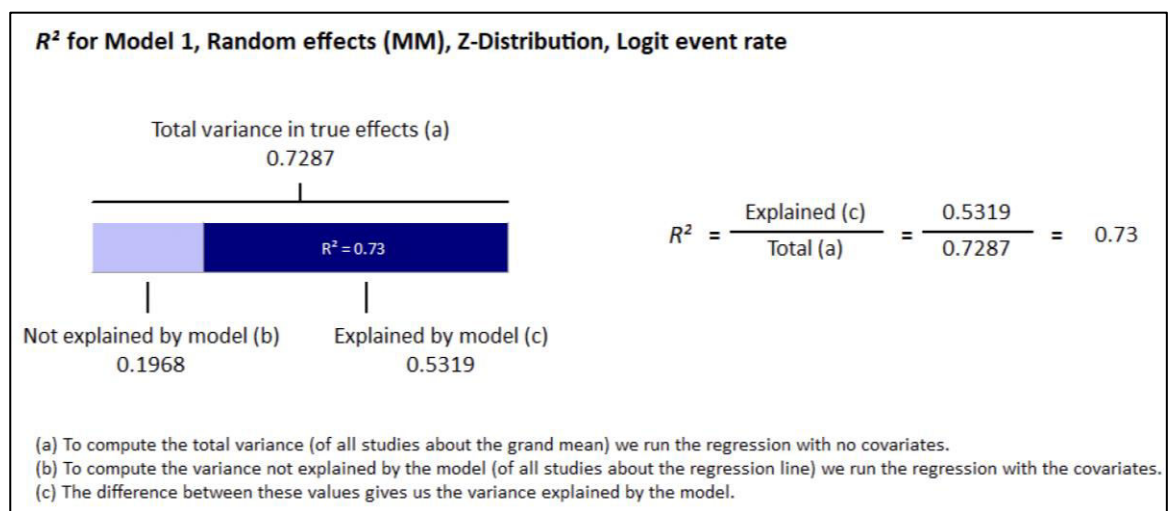 R² for Model 1, Random effects (MM), Z-Distribution, Logit event rate
Total variance in true effects (a)
0.7287
R² = 0.73
Not explained by model (b)
0.1968
Explained by model (c)
0.5319
R² = Explained (c) / Total (a) = 0.5319 / 0.7287 = 0.73
(a) To compute the total variance (of all studies about the grand mean) we run the regression with no covariates.
(b) To compute the variance not explained by the model (of all studies about the regression line) we run the regression with the covariates.
(c) The difference between these values gives us the variance explained by the model.